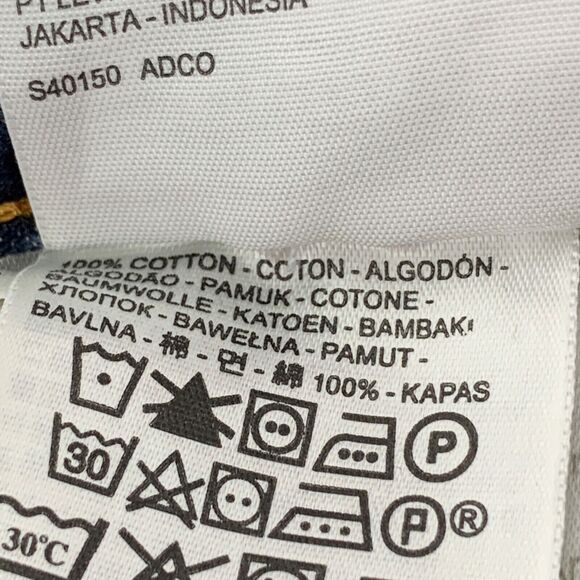 JAKARTA - INDONESIA
S40150 ADCO
100% COTTON - COTON - ALGODÓN -
ALGODÃO - PAMUK - COTONE -
BAUMWOLLE - KATOEN - BAMBAKI
ХЛОПОК - BAWEŁNA - PAMUT -
BAVLNA - 棉 - 면 - 綿 100% - KAPAS
P
30 P ®
30°C